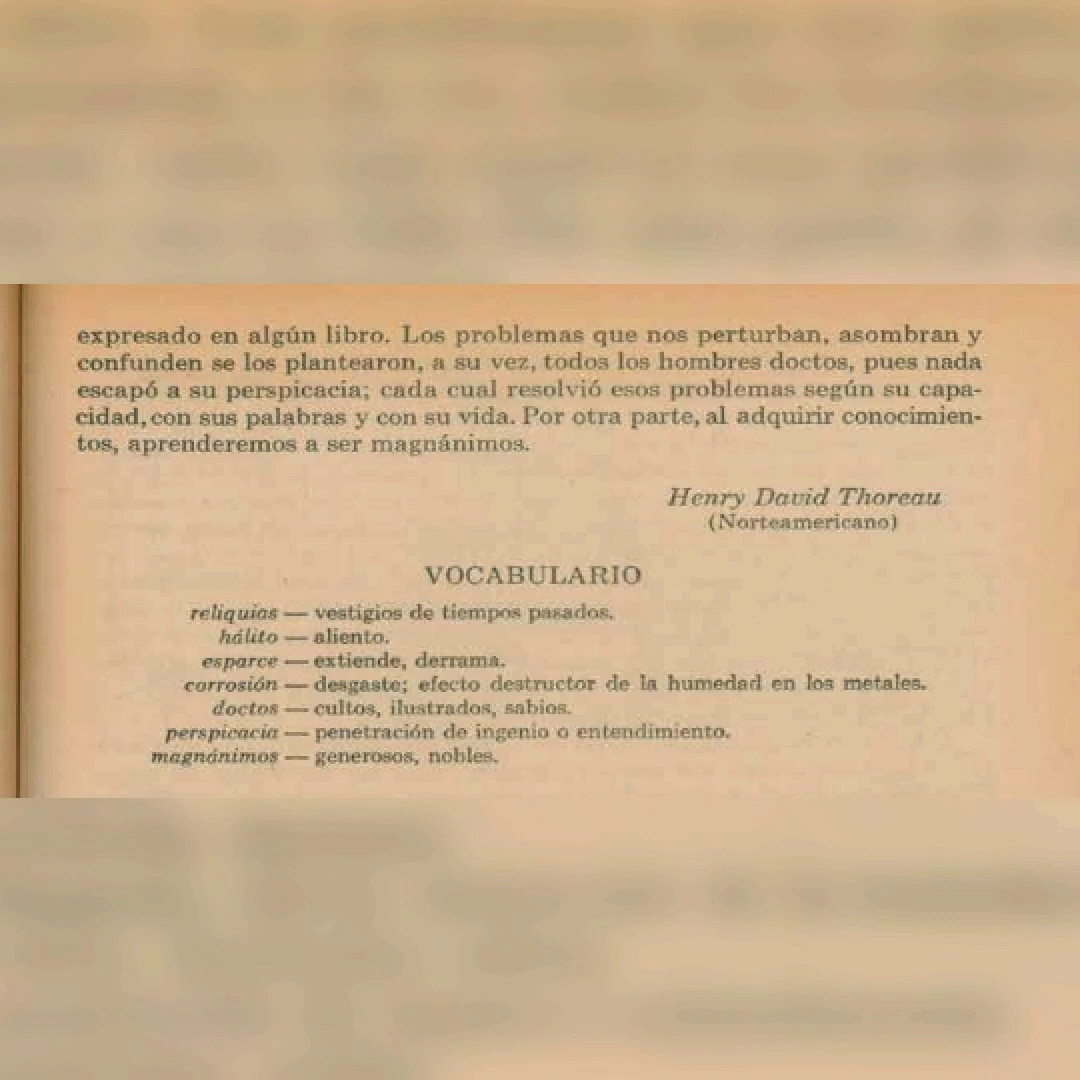 expresado en algún libro. Los problemas que nos perturban, asombran y
confunden se los plantearon, a su vez, todos los hombres doctos, pues nada
escapó a su perspicacia; cada cual resolvió esos problemas según su capa-
cidad, con sus palabras y con su vida. Por otra parte, al adquirir conocimien-
tos, aprenderemos a ser magnánimos.
Henry David Thoreau
(Norteamericano)
VOCABULARIO
reliquias — vestigios de tiempos pasados.
hálito — aliento.
esparce — extiende, derrama.
corrosión — desgaste; efecto destructor de la humedad en los metales.
doctos — cultos, ilustrados, sabios.
perspicacia — penetración de ingenio o entendimiento.
magnánimos — generosos, nobles.